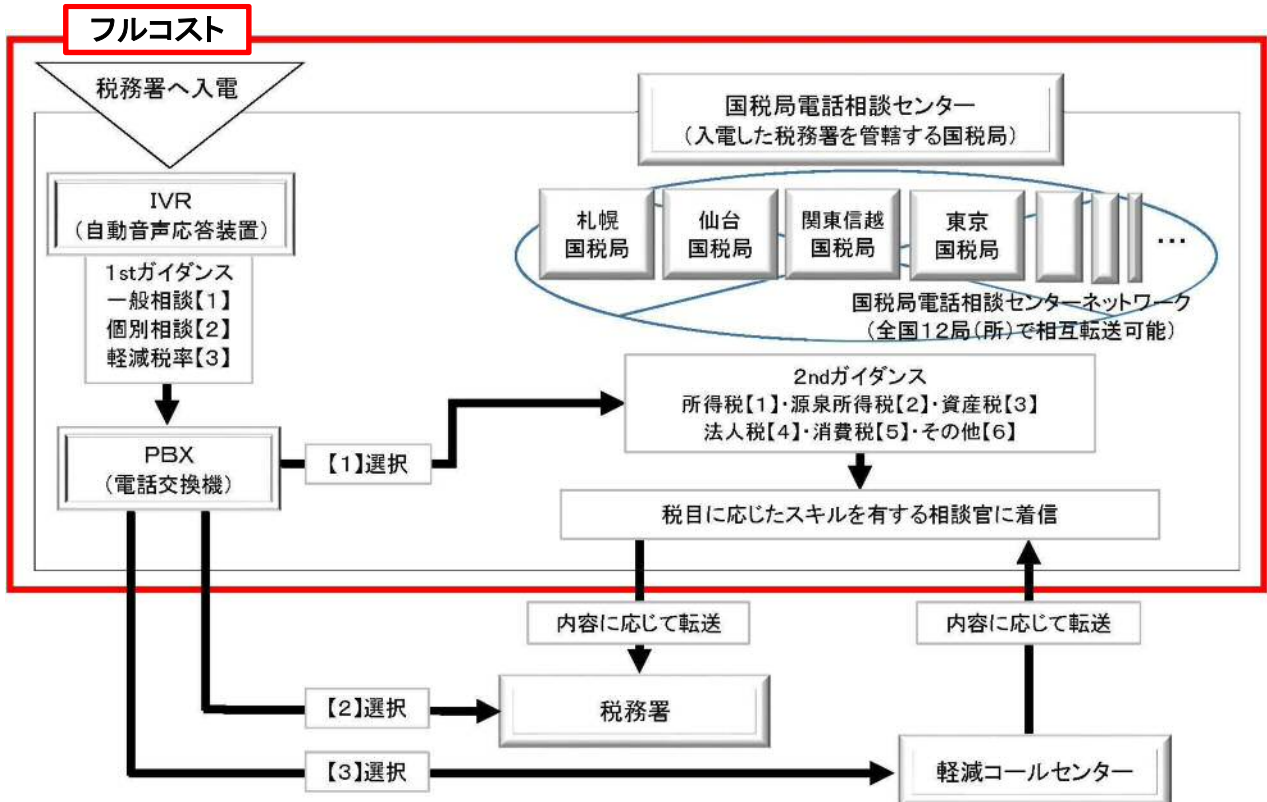 フルコスト
税務署へ入電
国税局電話相談センター
（入電した税務署を管轄する国税局）
IVR
（自動音声応答装置）
札幌
国税局
仙台
国税局
関東信越
国税局
東京
国税局
…
1stガイダンス
一般相談【1】
個別相談【2】
軽減税率【3】
国税局電話相談センターネットワーク
（全国12局（所）で相互転送可能）
2ndガイダンス
所得税【1】・源泉所得税【2】・資産税【3】
法人税【4】・消費税【5】・その他【6】
PBX
（電話交換機）
【1】選択
税目に応じたスキルを有する相談官に着信
内容に応じて転送
内容に応じて転送
【2】選択
税務署
【3】選択
軽減コールセンター